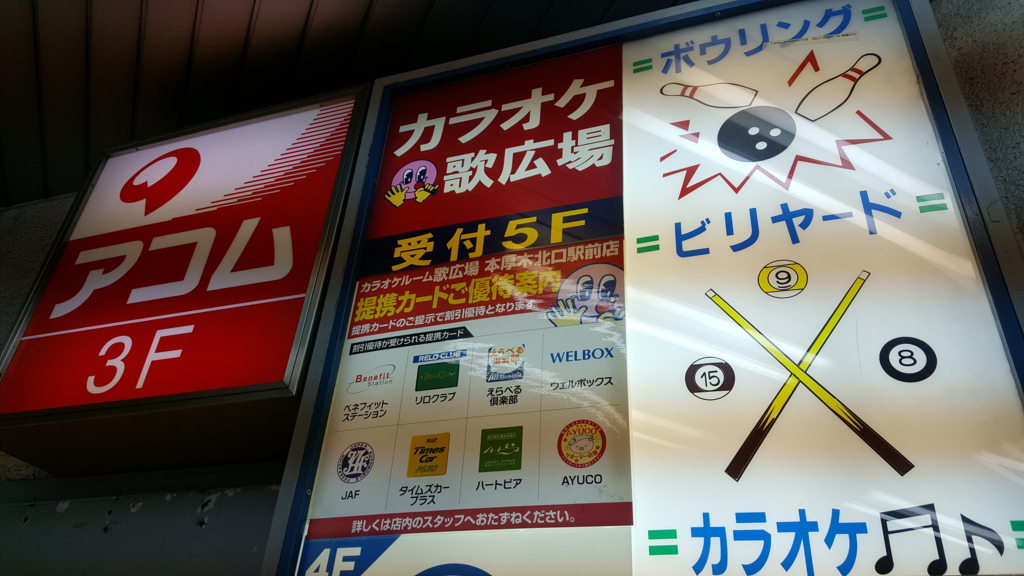 アコム
3F
カラオケ
歌広場
受付5F
カラオケルーム歌広場 本厚木北口駅前店
提携カードご優待案内
提携カードのご提示で割引優待となります
割引優待が受けられる提携カード
Benefit
Station
ベネフィット
ステーション
RELO CLUB
リロクラブ
えらべる
倶楽部
WELBOX
ウェルボックス
JAF
Times
Car
PLUS
タイムズカー
プラス
ハートピア
AYUCO
詳しくは店内のスタッフへおたずねください。
4F
=ボウリング=
=ビリヤード=
9
15
8
=カラオケ